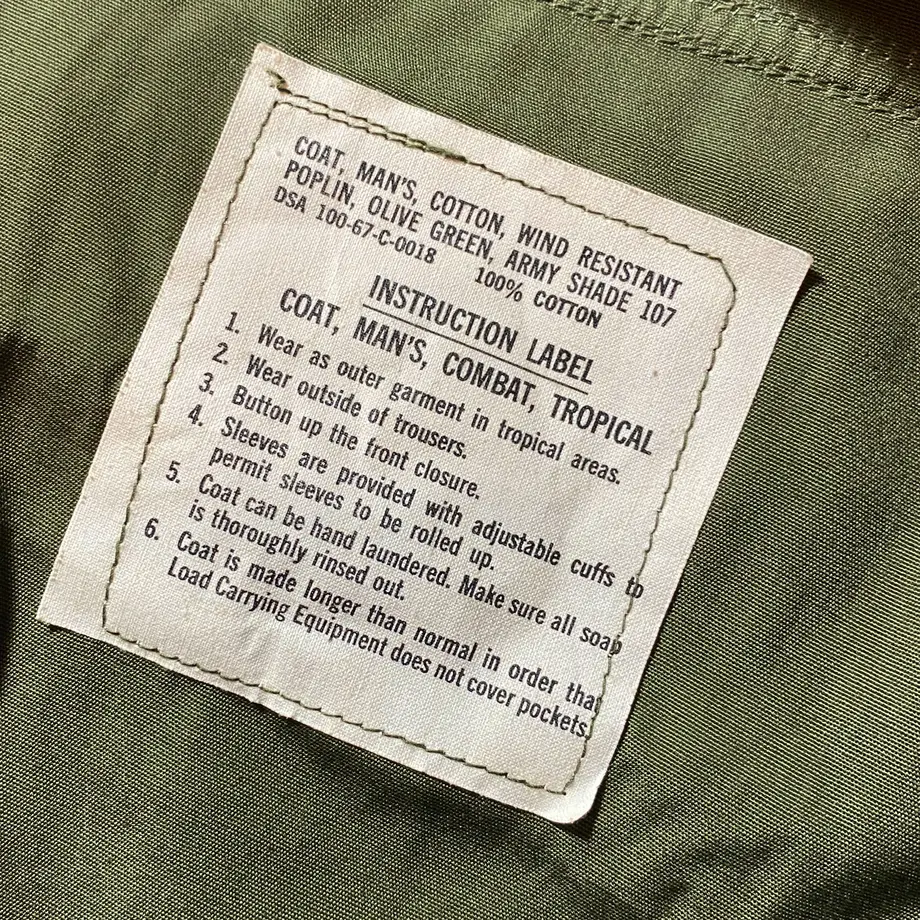 COAT, MAN'S, COTTON, WIND RESISTANT
POPLIN, OLIVE GREEN, ARMY SHADE 107
DSA 100-67-C-0018 100% COTTON
INSTRUCTION LABEL
COAT, MAN'S, COMBAT, TROPICAL
1. Wear as outer garment in tropical areas.
2. Wear outside of trousers.
3. Button up the front closure.
4. Sleeves are provided with adjustable cuffs to
permit sleeves to be rolled up.
5. Coat can be hand laundered. Make sure all soap
is thoroughly rinsed out.
6. Coat is made longer than normal in order that
Load Carrying Equipment does not cover pockets.